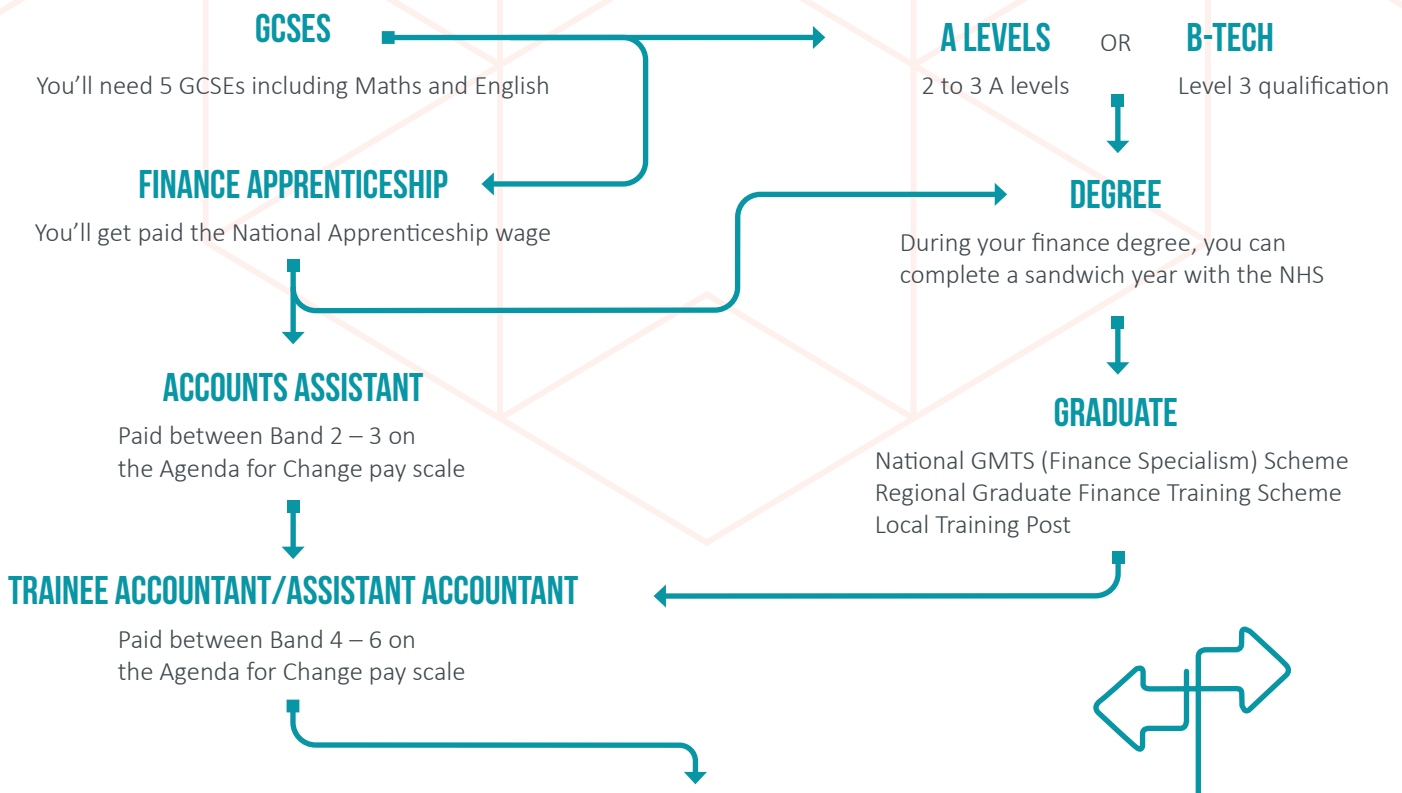 GCSES
You’ll need 5 GCSEs including Maths and English
A LEVELS OR B-TECH
2 to 3 A levels
Level 3 qualification
FINANCE APPRENTICESHIP
You’ll get paid the National Apprenticeship wage
DEGREE
During your finance degree, you can
complete a sandwich year with the NHS
ACCOUNTS ASSISTANT
Paid between Band 2 – 3 on
the Agenda for Change pay scale
GRADUATE
National GMTS (Finance Specialism) Scheme
Regional Graduate Finance Training Scheme
Local Training Post
TRAINEE ACCOUNTANT/ASSISTANT ACCOUNTANT
Paid between Band 4 – 6 on
the Agenda for Change pay scale